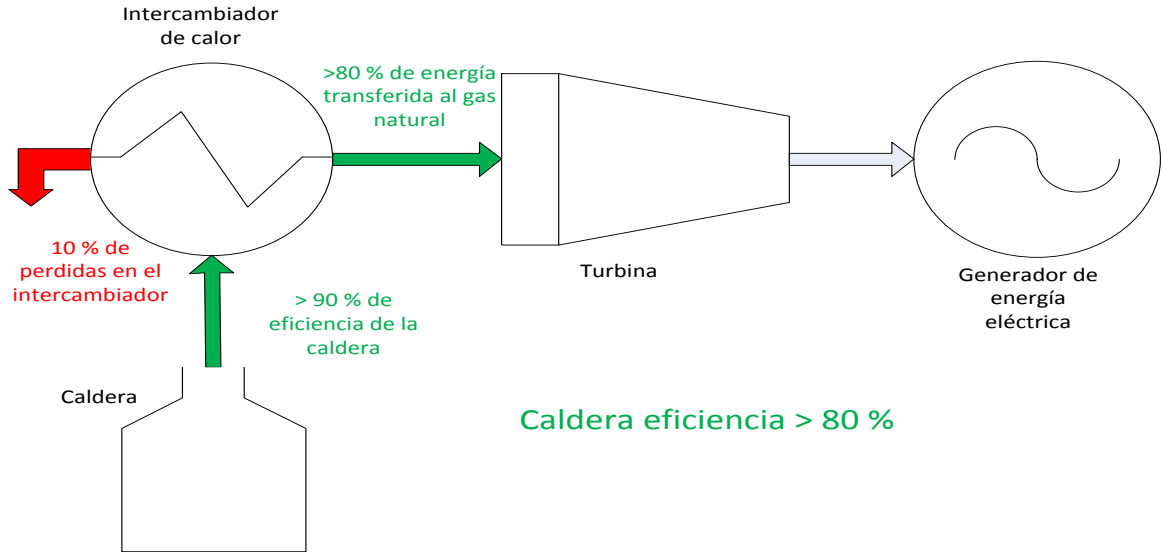 Intercambiador
de calor
>80 % de energía
transferida al gas
natural
10 % de
perdidas en el
intercambiador
> 90 % de
eficiencia de la
caldera
Turbina
Generador de
energía
eléctrica
Caldera
Caldera eficiencia > 80 %